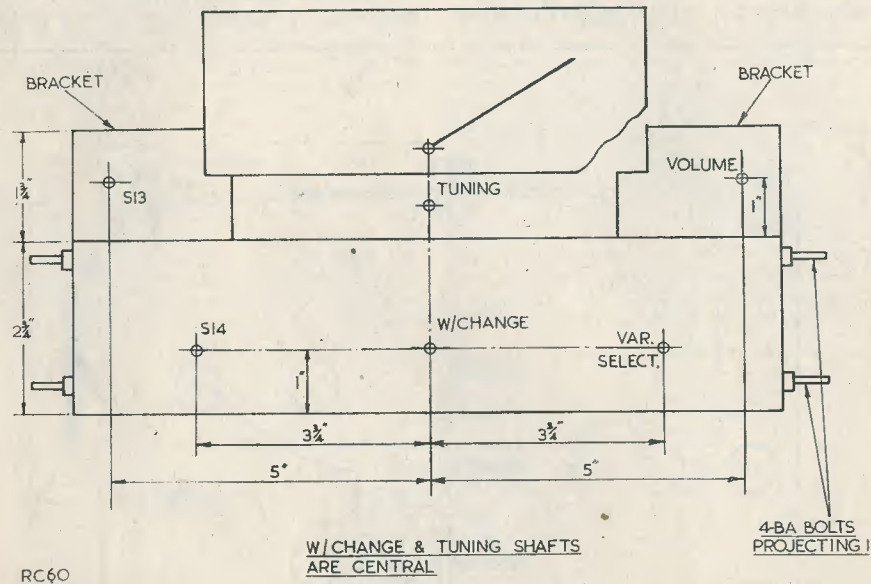 BRACKET
BRACKET
1¾"
S13
TUNING
VOLUME
1"
2¾"
S14
W/CHANGE
VAR.
SELECT.
1"
3¾"
3¾"
5"
5"
W/CHANGE & TUNING SHAFTS
ARE CENTRAL
4-BA BOLTS
PROJECTING 1
RC60